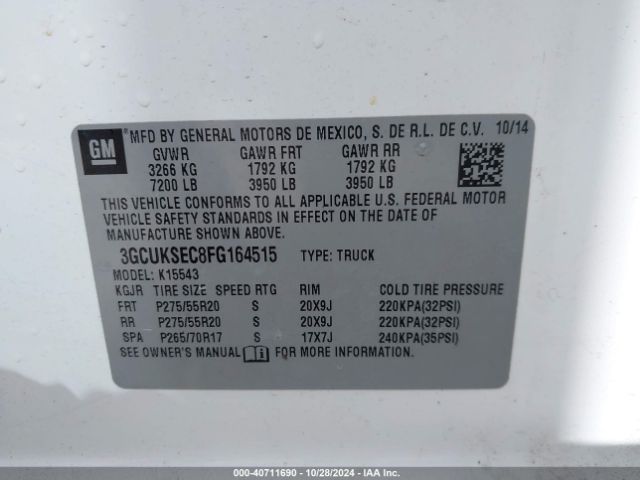 GM
® MFD BY GENERAL MOTORS DE MEXICO, S. DE R.L. DE C.V. 10/14
GVWR GAWR FRT GAWR RR
3266 KG 1792 KG 1792 KG
7200 LB 3950 LB 3950 LB
THIS VEHICLE CONFORMS TO ALL APPLICABLE U.S. FEDERAL MOTOR
VEHICLE SAFETY STANDARDS IN EFFECT ON THE DATE OF
MANUFACTURE SHOWN ABOVE.
3GCUKSEC8FG164515 TYPE: TRUCK
MODEL: K15543
KGJR TIRE SIZE SPEED RTG RIM COLD TIRE PRESSURE
FRT P275/55R20 S 20X9J 220KPA(32PSI)
RR P275/55R20 S 20X9J 220KPA(32PSI)
SPA P265/70R17 S 17X7J 240KPA(35PSI)
SEE OWNER'S MANUAL FOR MORE INFORMATION.
000-40711690 - 10/28/2024 - IAA Inc.